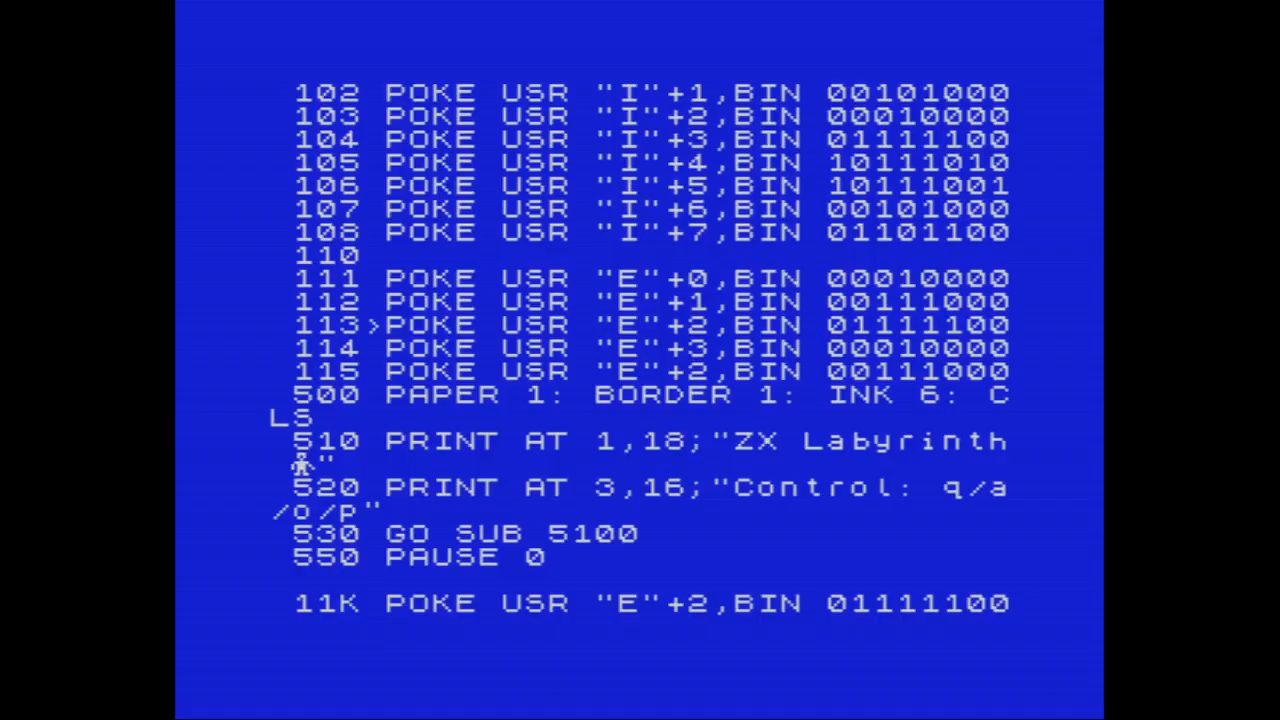 102 POKE USR "I"+1,BIN 00101000
103 POKE USR "I"+2,BIN 00010000
104 POKE USR "I"+3,BIN 01111100
105 POKE USR "I"+4,BIN 10111010
106 POKE USR "I"+5,BIN 10111001
107 POKE USR "I"+6,BIN 00101000
108 POKE USR "I"+7,BIN 01101100
110
111 POKE USR "E"+0,BIN 00010000
112 POKE USR "E"+1,BIN 00111000
113>POKE USR "E"+2,BIN 01111100
114 POKE USR "E"+3,BIN 00010000
115 POKE USR "E"+2,BIN 00111000
500 PAPER 1: BORDER 1: INK 6: C
LS
510 PRINT AT 1,18;"ZX Labyrinth
"
520 PRINT AT 3,16;"Control: q/a
/o/p"
530 GO SUB 5100
550 PAUSE 0
11K POKE USR "E"+2,BIN 01111100